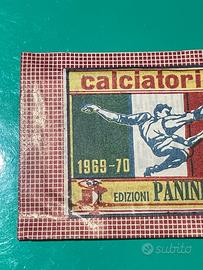 calciatori
1969-70
EDIZIONI PANINI
subito